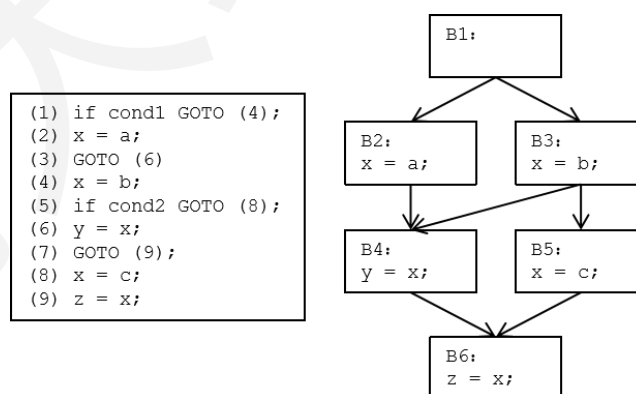 (1) if cond1 GOTO (4);
(2) x = a;
(3) GOTO (6)
(4) x = b;
(5) if cond2 GOTO (8);
(6) y = x;
(7) GOTO (9);
(8) x = c;
(9) z = x;
B1:
B2:
x = a;
B3:
x = b;
B4:
y = x;
B5:
x = c;
B6:
z = x;